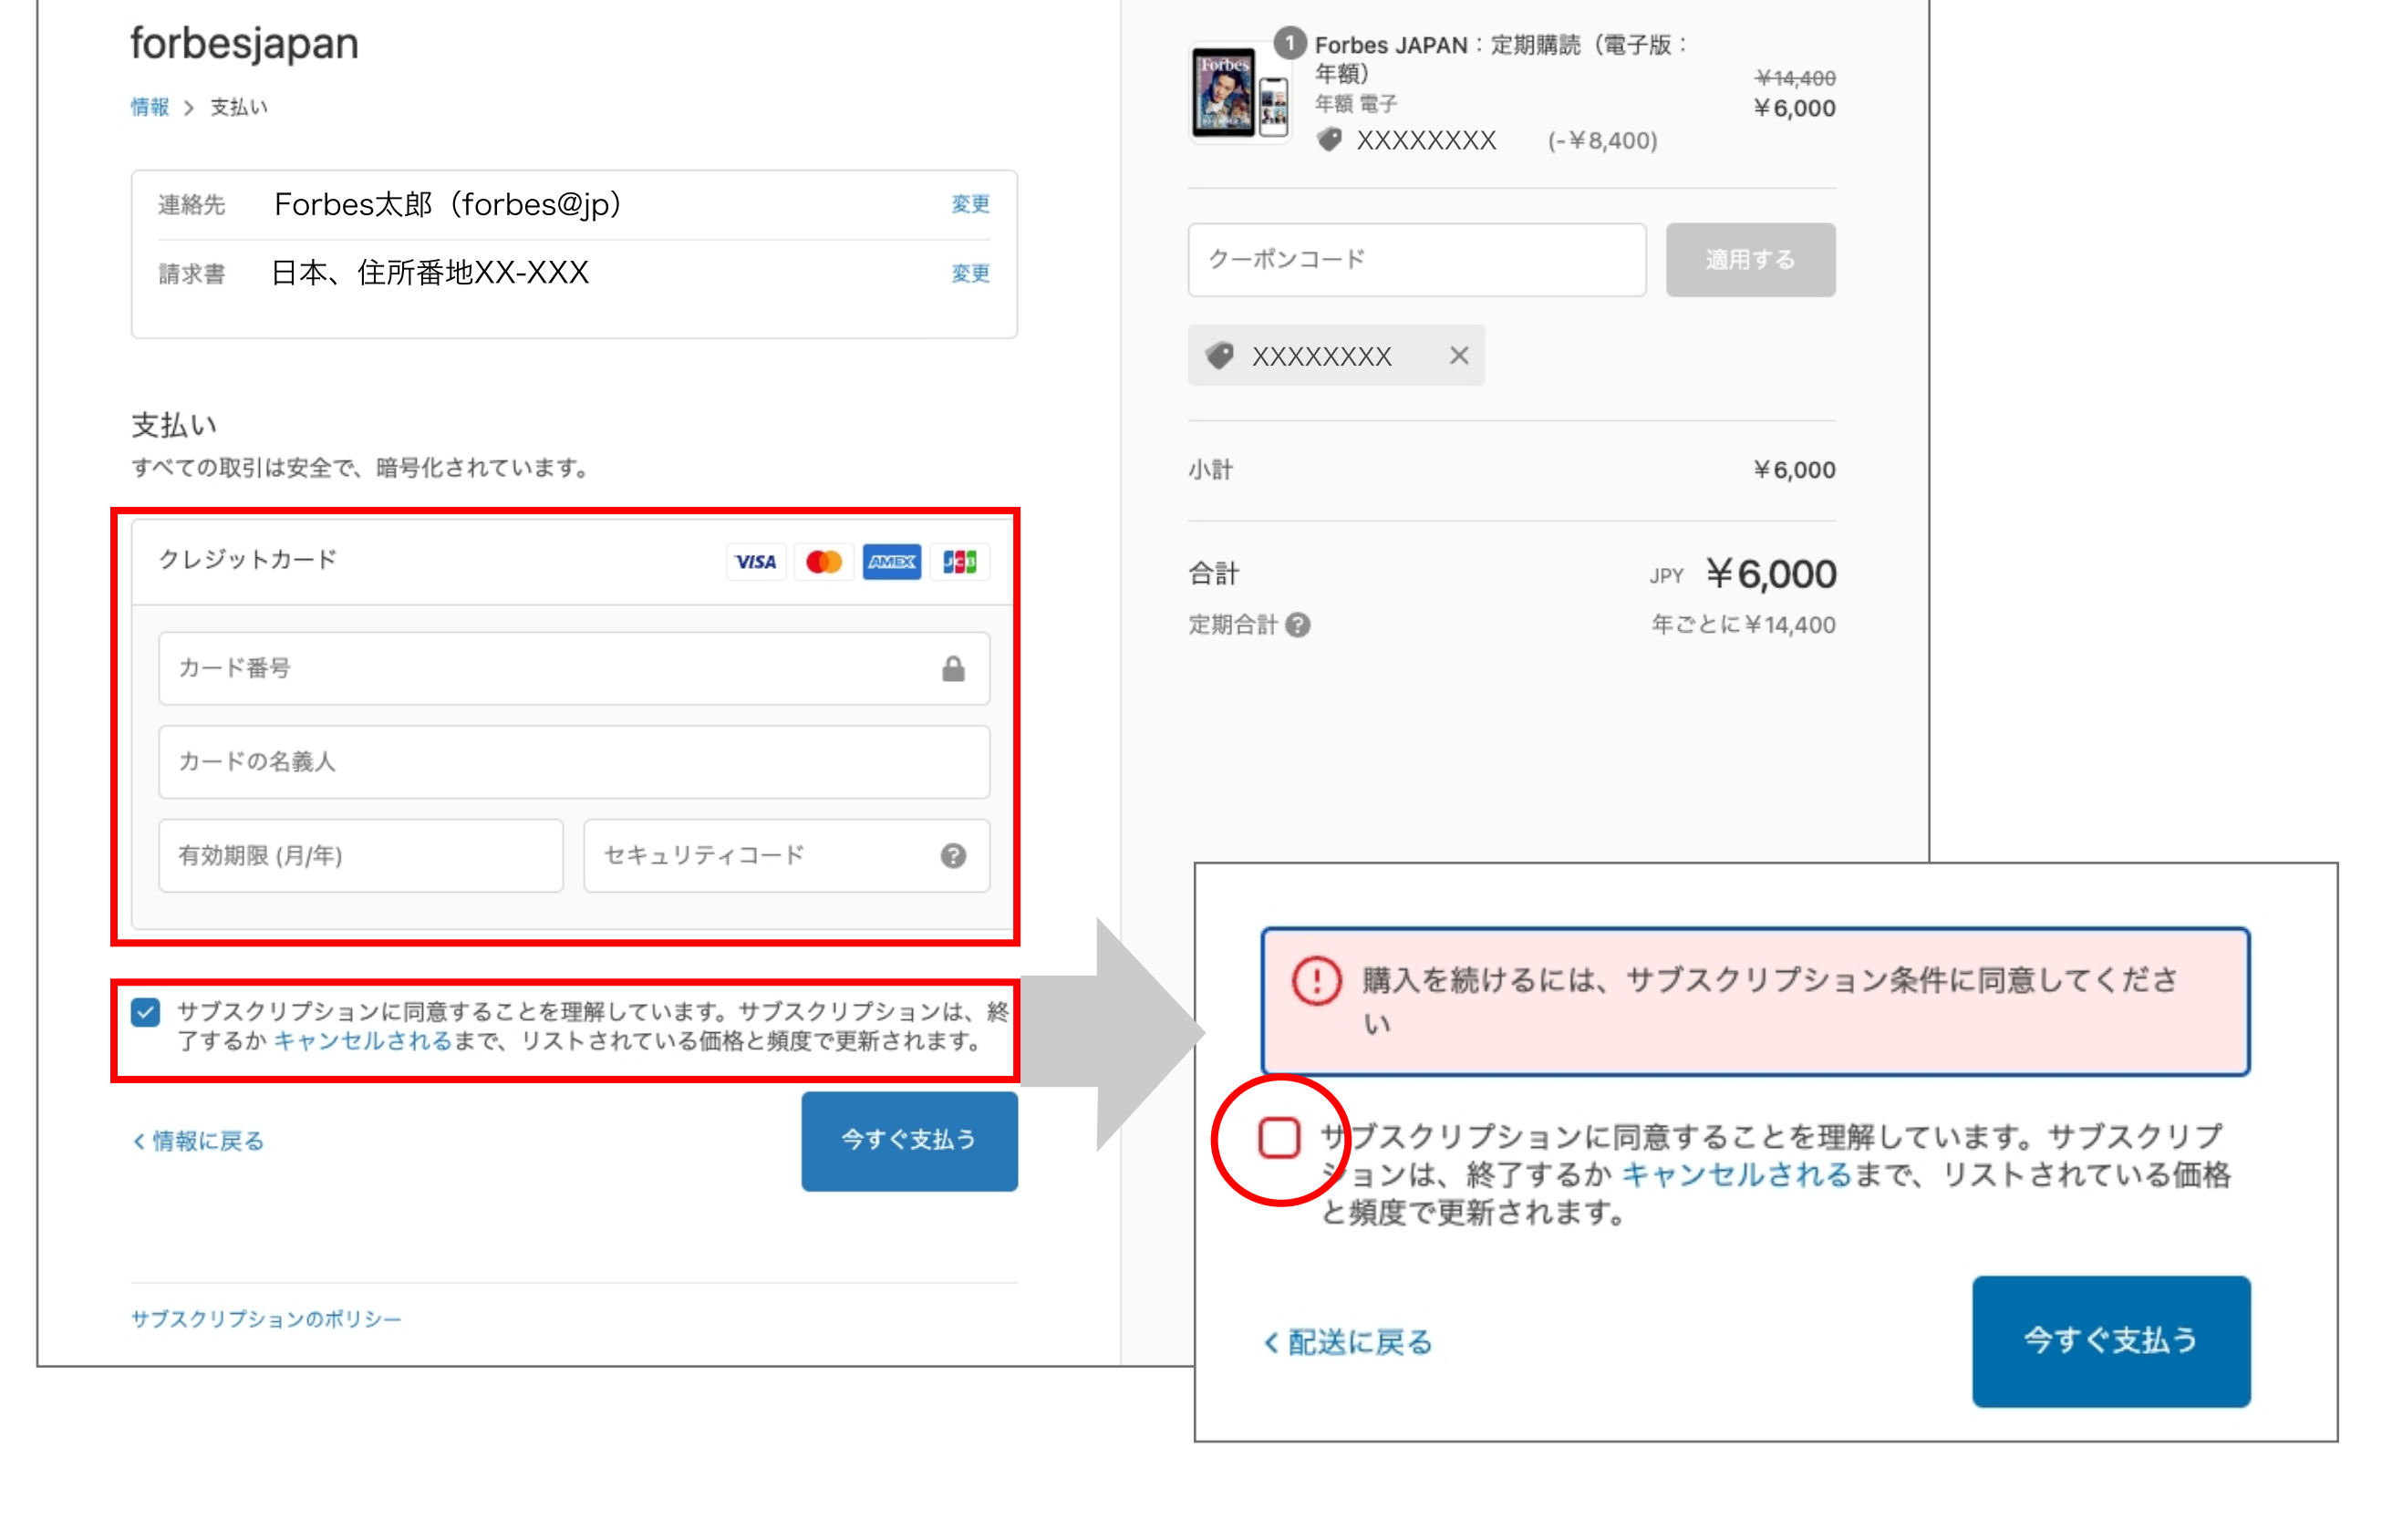 forbesjapan
情報 > 支払い
連絡先 Forbes太郎（forbes@jp） 変更
請求書 日本、住所番地XX-XXX 変更
支払い
すべての取引は安全で、暗号化されています。
クレジットカード VISA AMEX JCB
カード番号
カードの名義人
有効期限 (月/年) セキュリティコード ?
サブスクリプションに同意することを理解しています。サブスクリプションは、終
了するか キャンセルされるまで、リストされている価格と頻度で更新されます。
< 情報に戻る 今すぐ支払う
サブスクリプションのポリシー
Forbes
1 Forbes JAPAN：定期購読（電子版：
年額）
¥14,400
年額 電子 ¥6,000
XXXXXXXX (-¥8,400)
クーポンコード 適用する
XXXXXXXX ×
小計 ¥6,000
合計 JPY ¥6,000
定期合計 ? 年ごとに¥14,400
! 購入を続けるには、サブスクリプション条件に同意してくださ
い
サブスクリプションに同意することを理解しています。サブスクリプ
ションは、終了するか キャンセルされるまで、リストされている価格
と頻度で更新されます。
< 配送に戻る 今すぐ支払う